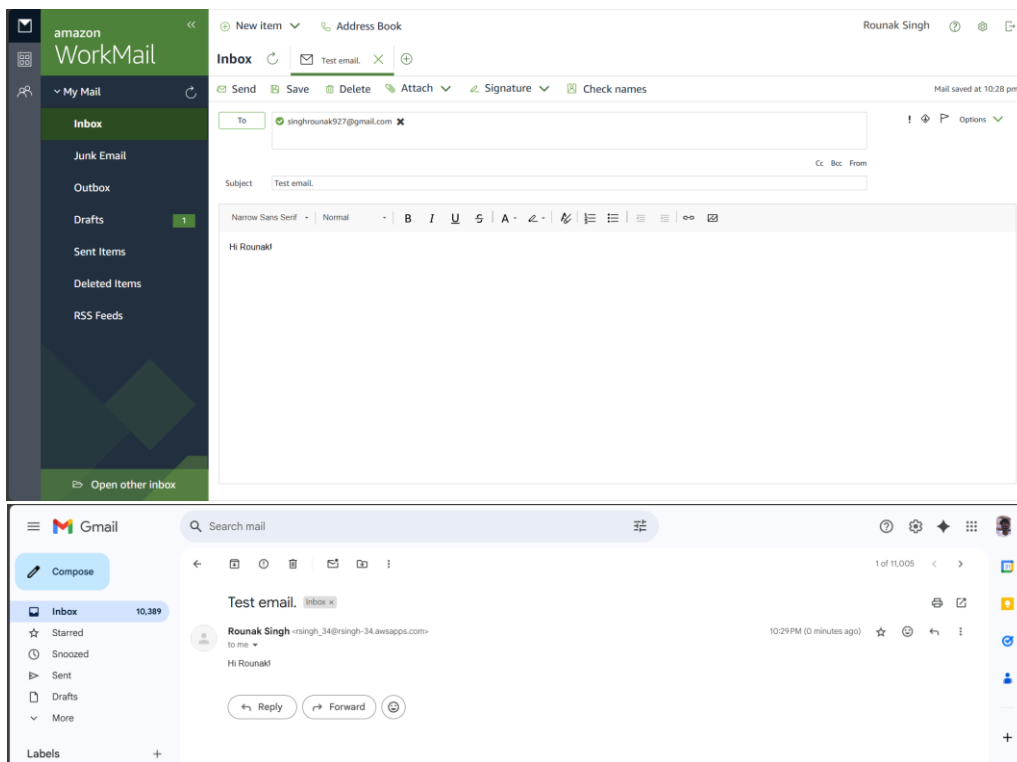 amazon
WorkMail
My Mail
Inbox
Junk Email
Outbox
Drafts 1
Sent Items
Deleted Items
RSS Feeds
Open other inbox
New item Address Book Rounak Singh
Inbox Test email.
Send Save Delete Attach Signature Check names Mail saved at 10:28 pm
To singhrounak927@gmail.com Options
Cc Bcc From
Subject Test email.
Narrow Sans Serif Normal B I U S A
Hi Rounak!
Gmail Search mail
Compose
Inbox 10,389
Starred
Snoozed
Sent
Drafts
More
Labels +
1 of 11,005
Test email. Inbox x
Rounak Singh <rsingh_34@rsingh-34.awsapps.com> 10:29 PM (0 minutes ago)
to me
Hi Rounak!
Reply Forward